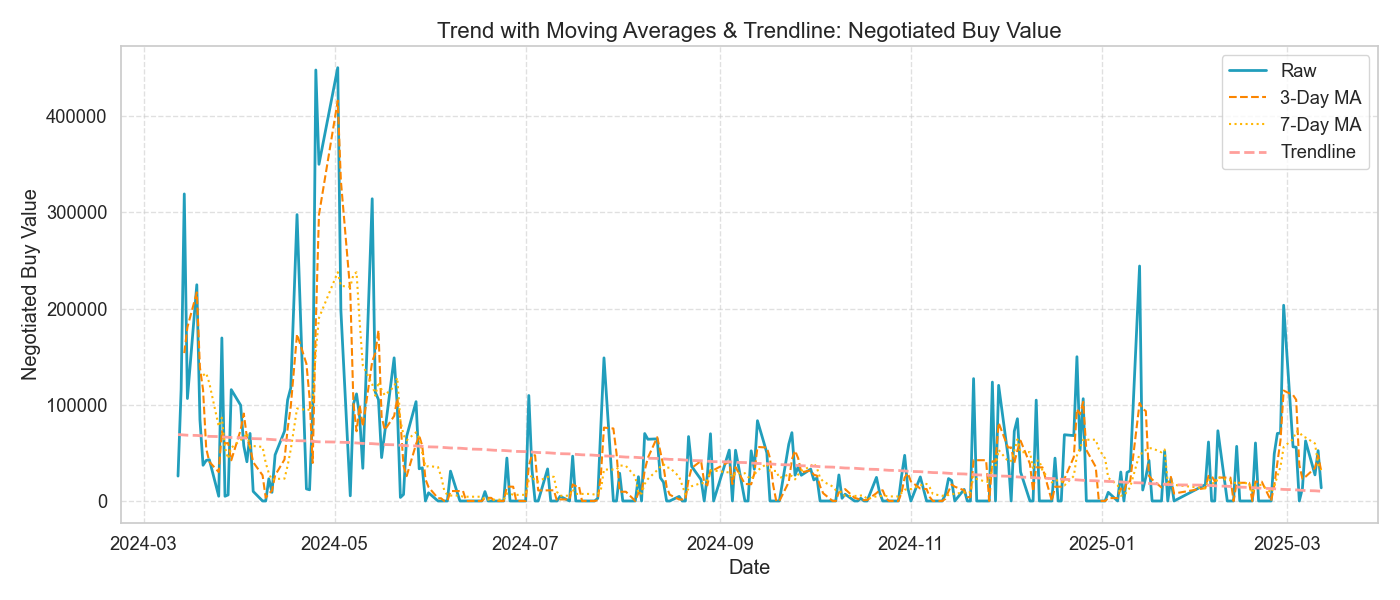 Trend with Moving Averages & Trendline: Negotiated Buy Value
Raw
3-Day MA
7-Day MA
Trendline
Negotiated Buy Value
400000
300000
200000
100000
0
2024-03
2024-05
2024-07
2024-09
2024-11
2025-01
2025-03
Date